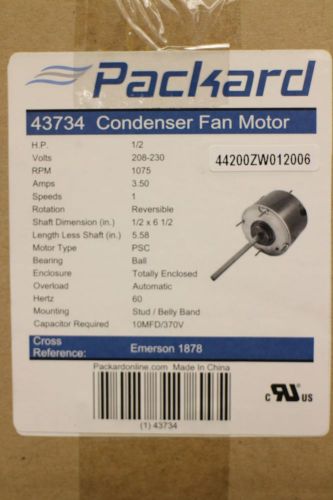 Packard
43734 Condenser Fan Motor
H.P. 1/2
Volts 208-230
44200ZW012006
RPM 1075
Amps 3.50
Speeds 1
Rotation Reversible
Shaft Dimension (in.) 1/2 x 6 1/2
Length Less Shaft (in.) 5.58
Motor Type PSC
Bearing Ball
Enclosure Totally Enclosed
Overload Automatic
Hertz 60
Mounting Stud / Belly Band
Capacitor Required 10MFD/370V
Cross
Reference: Emerson 1878
Packardonline.com Made In China
(1) 43734
c RU US